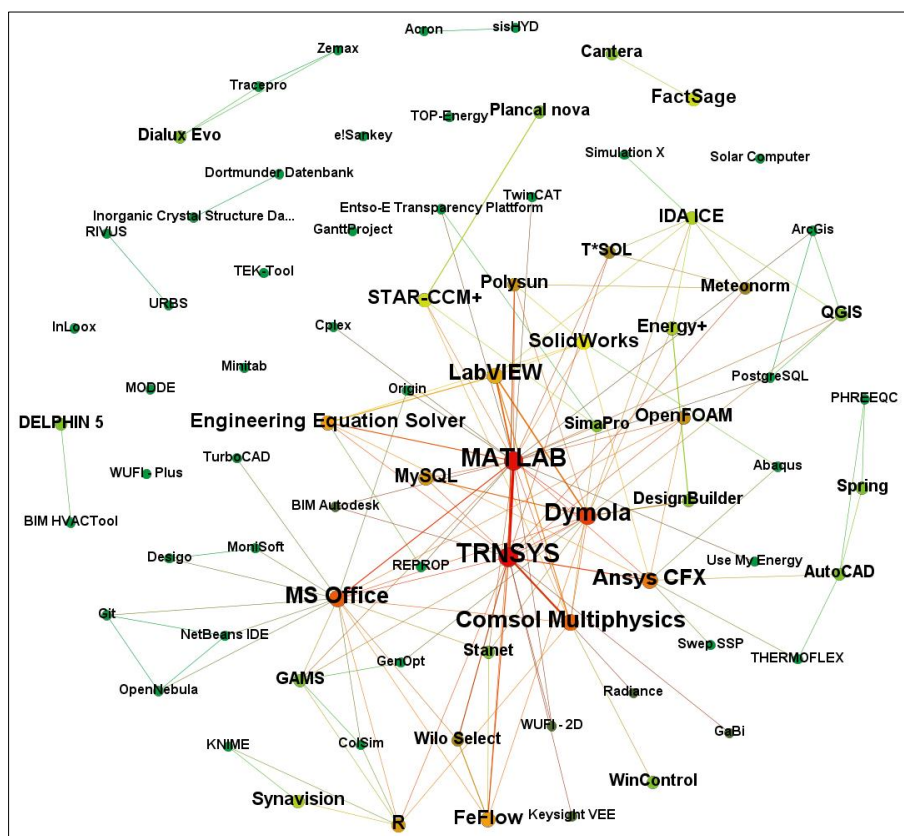 Acron
sisHYD
Zemax
Cantera
Tracepro
FactSage
TOP-Energy
Plancal nova
Dialux Evo
e!Sankey
Simulation X
Solar Computer
Dortmunder Datenbank
TwinCAT
Entso-E Transparency Plattform
Inorganic Crystal Structure Da...
IDA ICE
RIVUS
GanttProject
ArcGis
T*SOL
TEK-Tool
Polysun
Meteonorm
STAR-CCM+
URBS
QGIS
InLoox
Cplex
Energy+
SolidWorks
Minitab
LabVIEW
PostgreSQL
MODDE
Origin
PHREEQC
DELPHIN 5
Engineering Equation Solver
SimaPro
OpenFOAM
TurboCAD
MATLAB
WUFI - Plus
MySQL
Abaqus
Spring
DesignBuilder
BIM Autodesk
Dymola
BIM HVACTool
MoniSoft
Desigo
TRNSYS
Use My Energy
REPROP
Ansys CFX
AutoCAD
MS Office
Git
Comsol Multiphysics
NetBeans IDE
Swep SSP
Stanet
THERMOFLEX
GenOpt
GAMS
OpenNebula
Radiance
WUFI - 2D
GaBi
KNIME
ColSim
Wilo Select
WinControl
Synavision
R
FeFlow
Keysight VEE